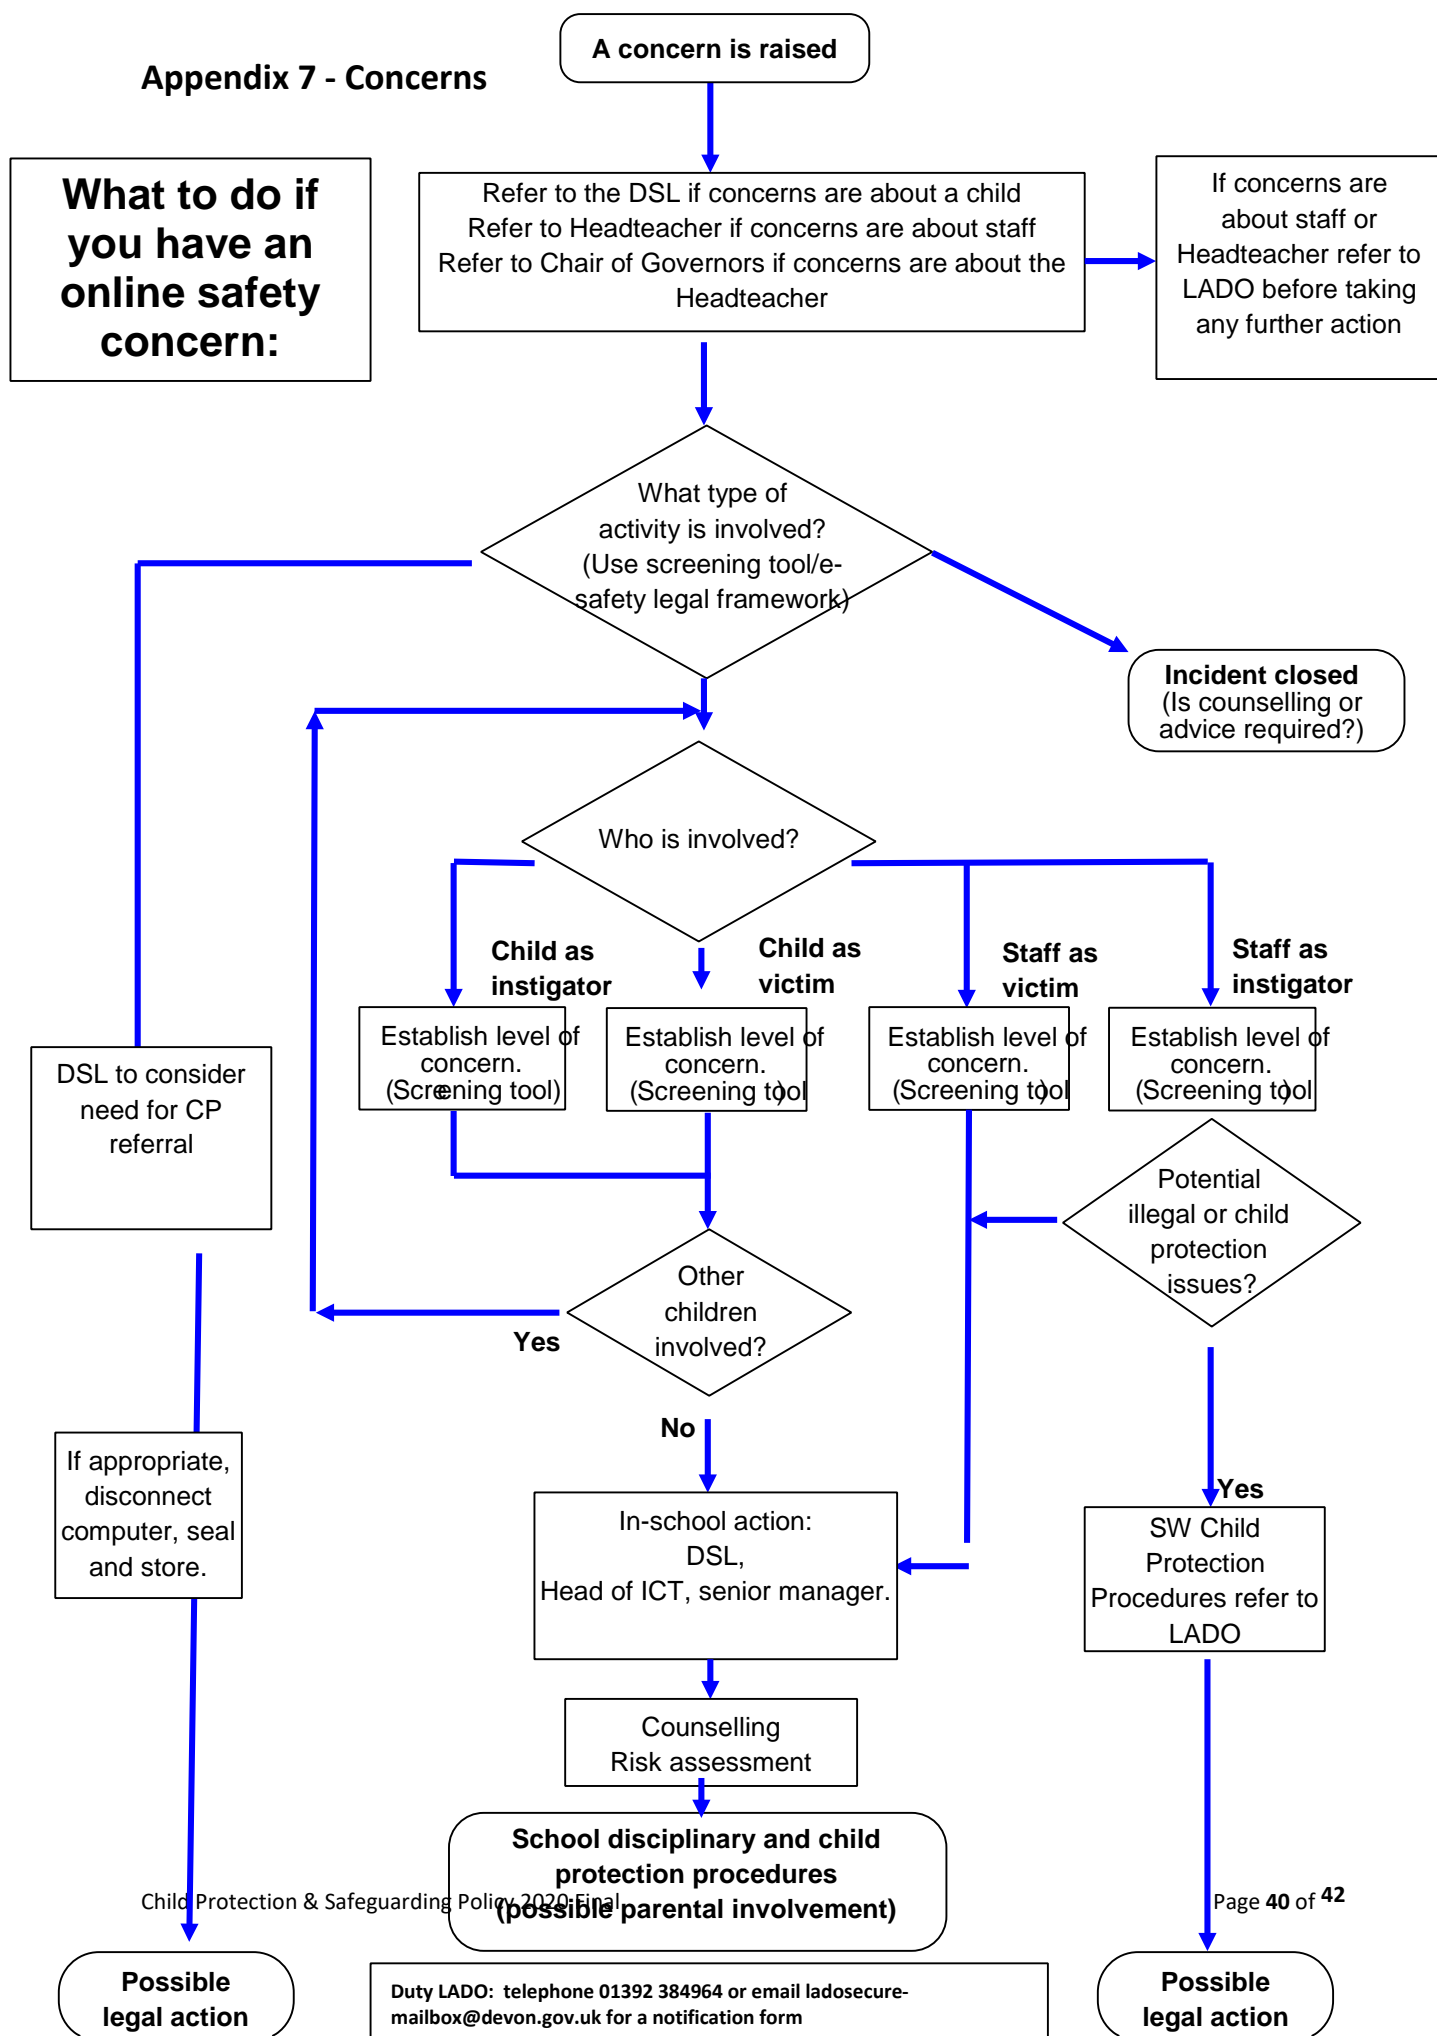 A concern is raised
Appendix 7 - Concerns
What to do if
you have an
online safety
concern:
Refer to the DSL if concerns are about a child
Refer to Headteacher if concerns are about staff
Refer to Chair of Governors if concerns are about the
Headteacher
If concerns are
about staff or
Headteacher refer to
LADO before taking
any further action
What type of
activity is involved?
(Use screening tool/e-
safety legal framework)
Incident closed
(Is counselling or
advice required?)
Who is involved?
Child as
instigator
Child as
victim
Staff as
victim
Staff as
instigator
Establish level of
concern.
(Screening tool)
Establish level of
concern.
(Screening tool)
Establish level of
concern.
(Screening tool)
Establish level of
concern.
(Screening tool)
DSL to consider
need for CP
referral
Potential
illegal or child
protection
issues?
Other
children
involved?
Yes
No
If appropriate,
disconnect
computer, seal
and store.
In-school action:
DSL,
Head of ICT, senior manager.
Yes
SW Child
Protection
Procedures refer to
LADO
Counselling
Risk assessment
School disciplinary and child
protection procedures
(possible parental involvement)
Child Protection & Safeguarding Policy 2020 Final
Page 40 of 42
Possible
legal action
Duty LADO: telephone 01392 384964 or email ladosecure-
mailbox@devon.gov.uk for a notification form
Possible
legal action